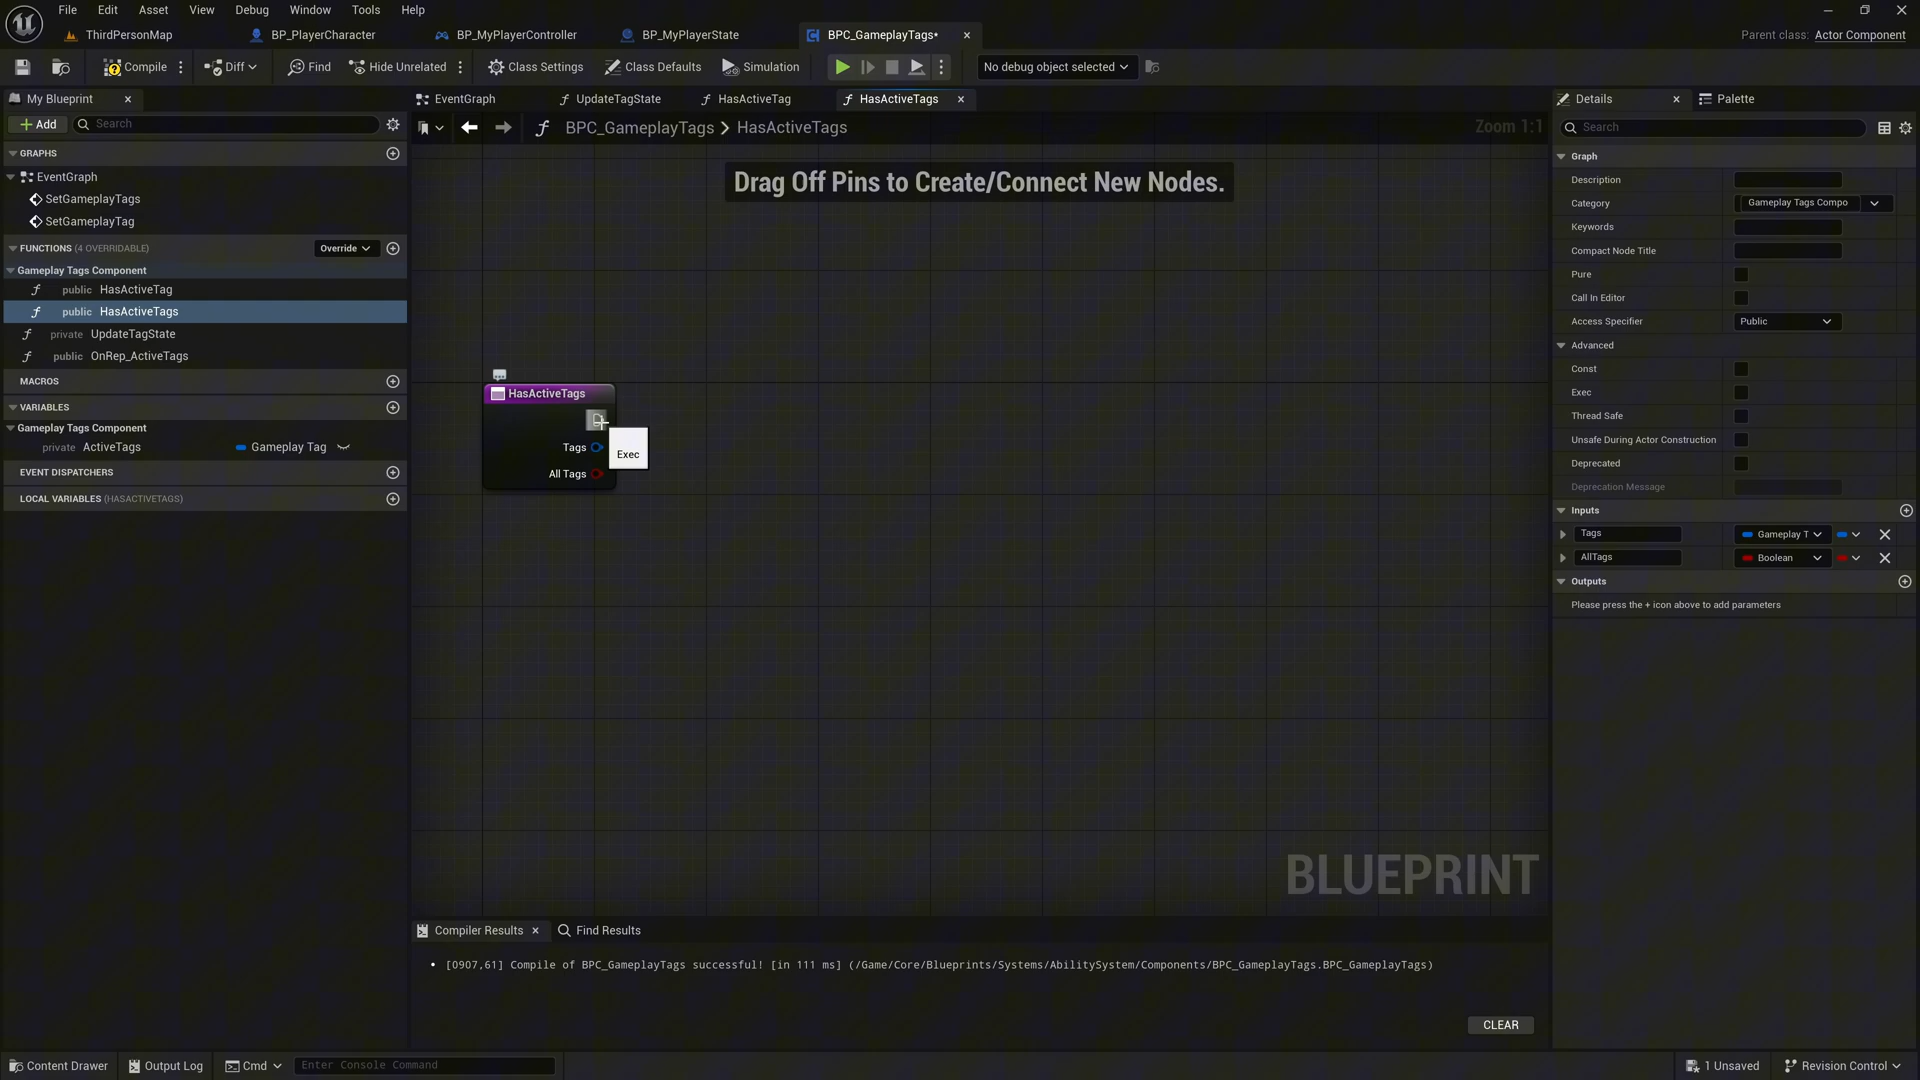 File Edit Asset View Debug Window Tools Help
ThirdPersonMap BP_PlayerCharacter BP_MyPlayerController BP_MyPlayerState BPC_GameplayTags* Parent class: Actor Component
Compile Diff Find Hide Unrelated Class Settings Class Defaults Simulation No debug object selected
My Blueprint EventGraph UpdateTagState HasActiveTag HasActiveTags Details Palette
Add Search BPC_GameplayTags HasActiveTags Zoom 1:1 Search
GRAPHS
EventGraph
SetGameplayTags
SetGameplayTag
FUNCTIONS (4 OVERRIDABLE) Override
Gameplay Tags Component
public HasActiveTag
public HasActiveTags
private UpdateTagState
public OnRep_ActiveTags
MACROS
VARIABLES
Gameplay Tags Component
private ActiveTags Gameplay Tag
EVENT DISPATCHERS
LOCAL VARIABLES (HASACTIVETAGS)
Drag Off Pins to Create/Connect New Nodes.
HasActiveTags
Tags
All Tags
Exec
BLUEPRINT
Graph
Description
Category Gameplay Tags Compo
Keywords
Compact Node Title
Pure
Call In Editor
Access Specifier Public
Advanced
Const
Exec
Thread Safe
Unsafe During Actor Construction
Deprecated
Deprecation Message
Inputs
Tags Gameplay T
AllTags Boolean
Outputs
Please press the + icon above to add parameters
Compiler Results Find Results
• [0907,61] Compile of BPC_GameplayTags successful! [in 111 ms] (/Game/Core/Blueprints/Systems/AbilitySystem/Components/BPC_GameplayTags.BPC_GameplayTags)
CLEAR
Content Drawer Output Log Cmd Enter Console Command 1 Unsaved Revision Control